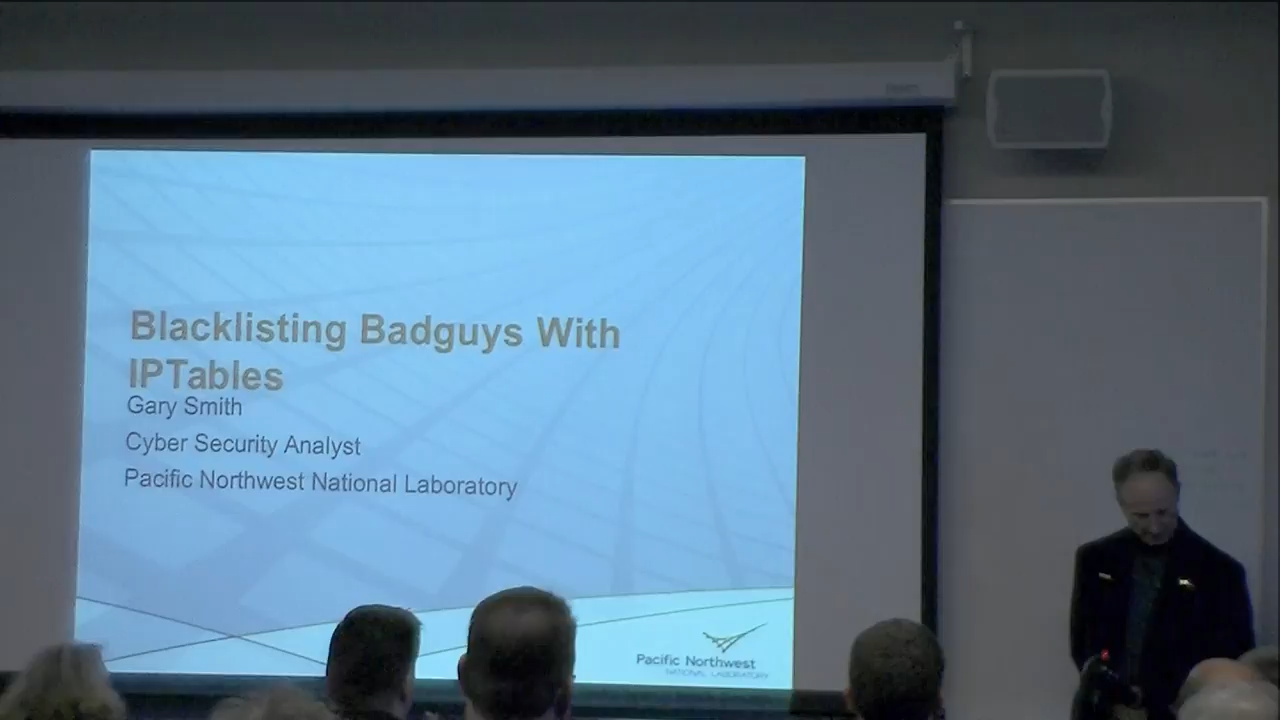 Blacklisting Badguys With
IPTables
Gary Smith
Cyber Security Analyst
Pacific Northwest National Laboratory
Pacific Northwest
NATIONAL LABORATORY